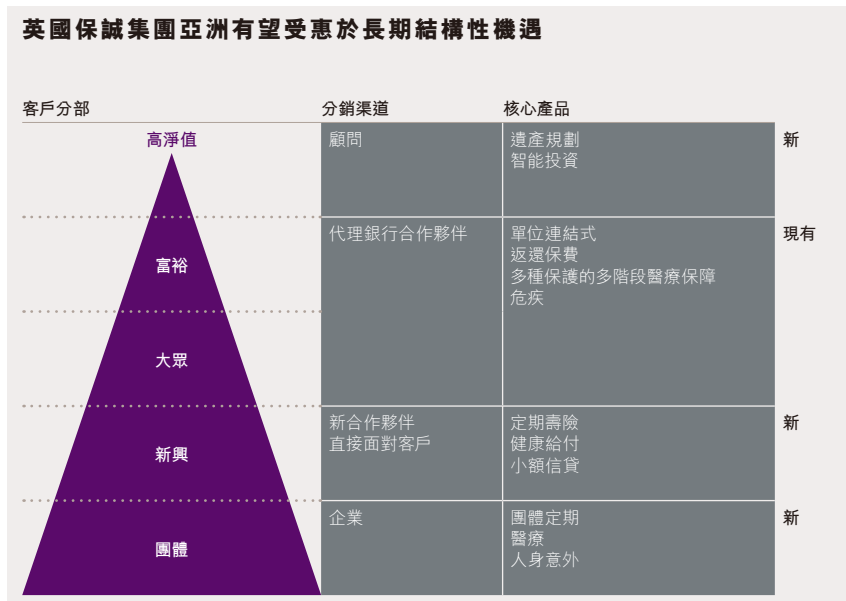 英國保誠集團亞洲有望受惠於長期結構性機遇
客戶分部
分銷渠道
核心產品
高淨值
顧問
遺產規劃
智能投資
新
富裕
大眾
代理銀行合作夥伴
單位連結式
返還保費
多種保護的多階段醫療保障
危疾
現有
新興
新合作夥伴
直接面對客戶
定期壽險
健康給付
小額信貸
新
團體
企業
團體定期
醫療
人身意外
新